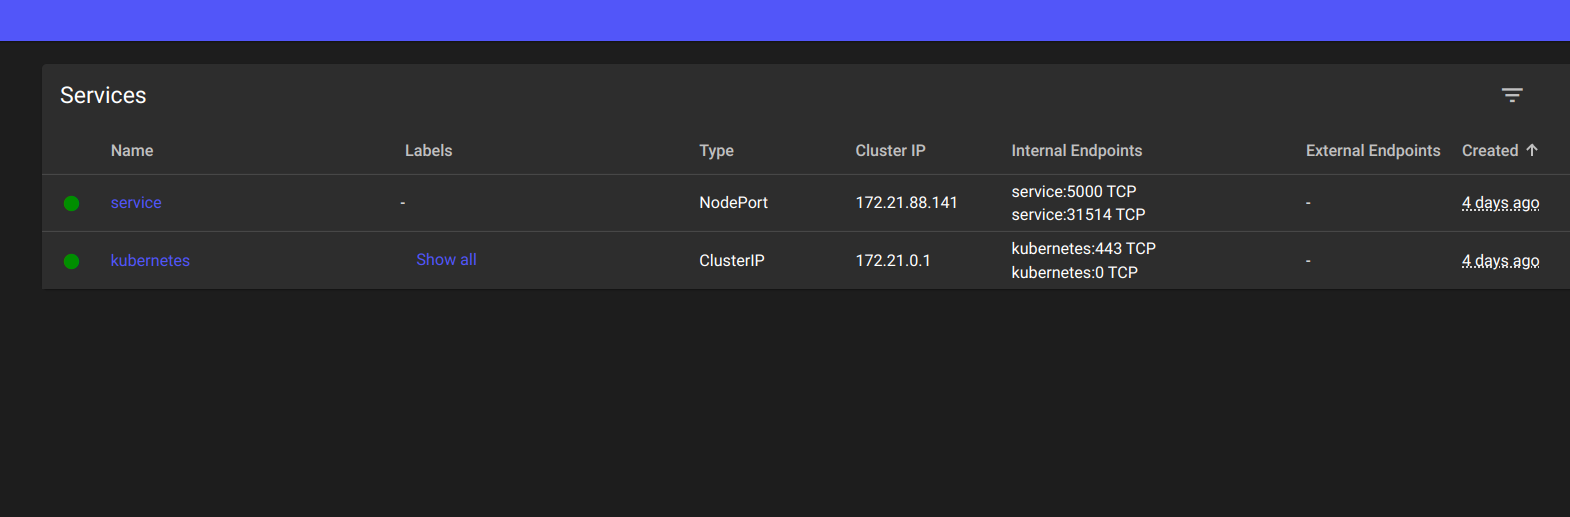 Services
Name Labels Type Cluster IP Internal Endpoints External Endpoints Created
service - NodePort 172.21.88.141 service:5000 TCP - 4 days ago
service:31514 TCP
kubernetes Show all ClusterIP 172.21.0.1 kubernetes:443 TCP - 4 days ago
kubernetes:0 TCP